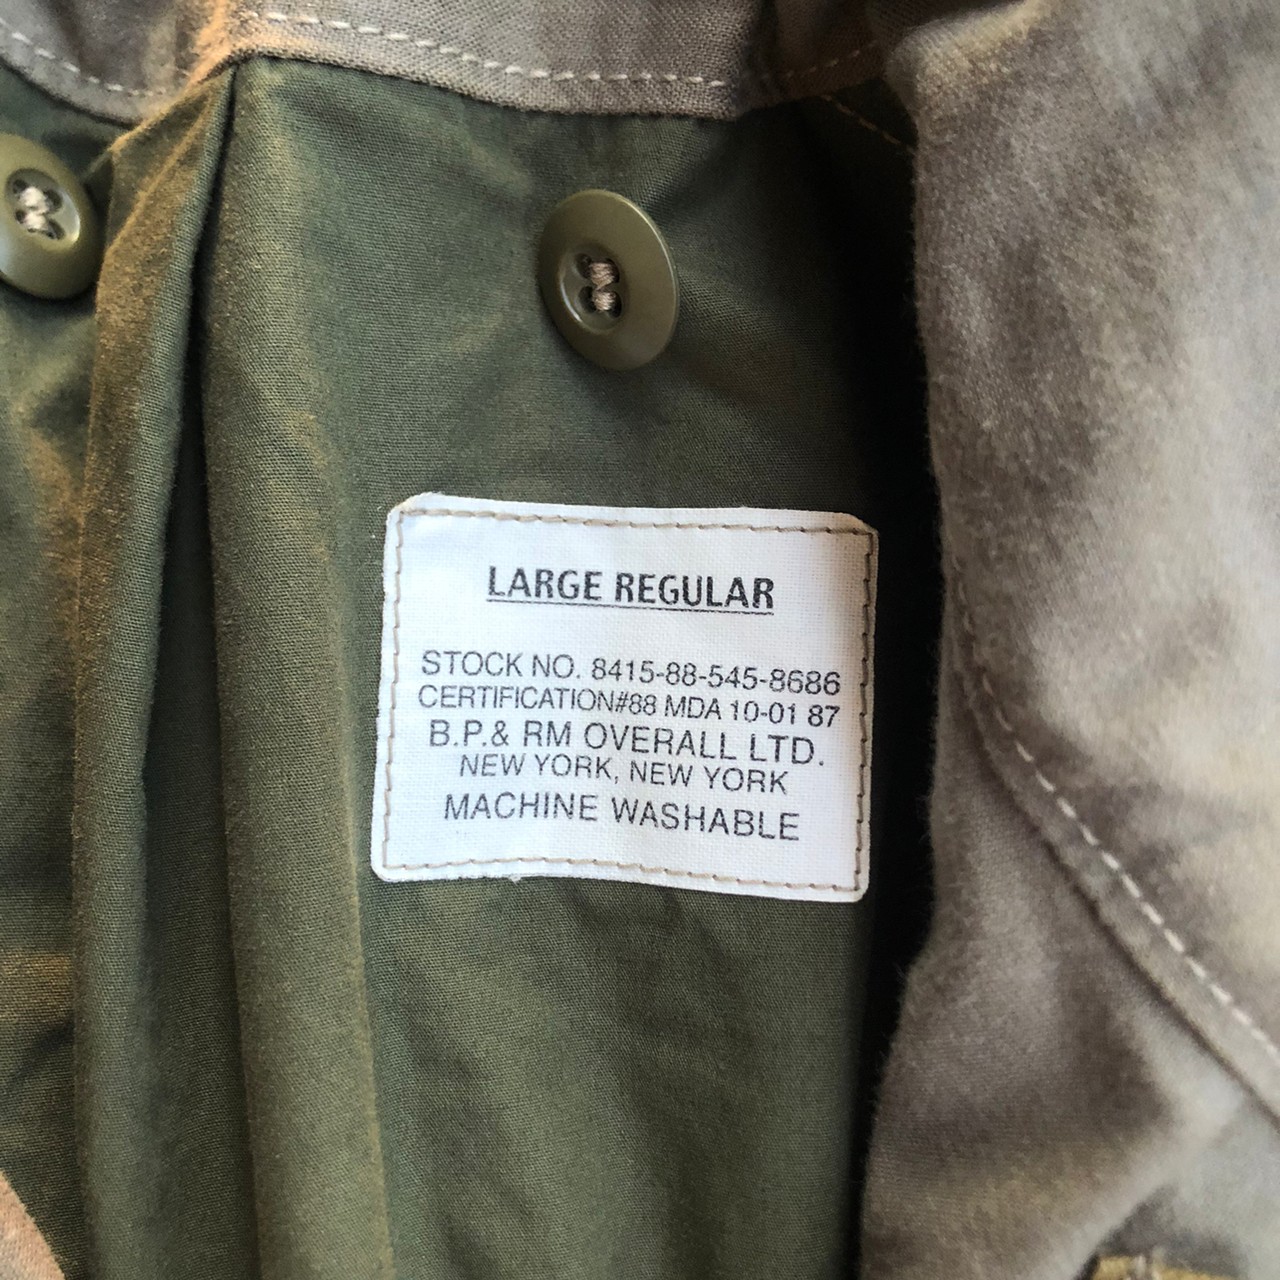 LARGE REGULAR
STOCK NO. 8415-88-545-8686
CERTIFICATION#88 MDA 10-01 87
B.P.& RM OVERALL LTD.
NEW YORK, NEW YORK
MACHINE WASHABLE